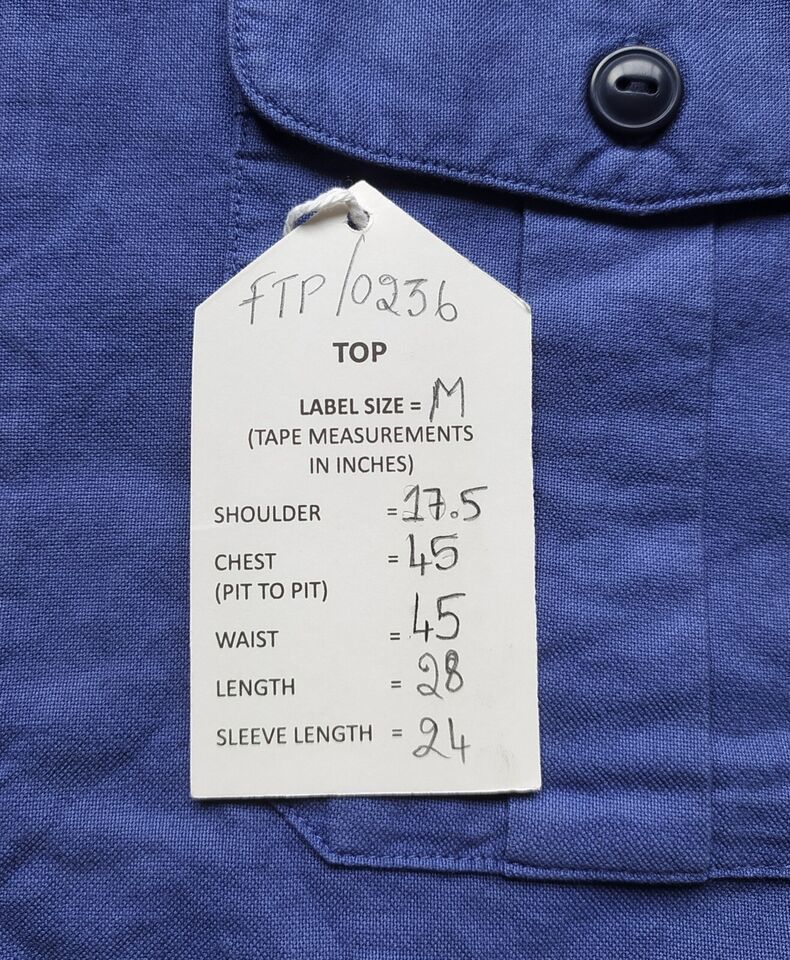 FTP/0236
TOP
LABEL SIZE = M
(TAPE MEASUREMENTS
IN INCHES)
SHOULDER = 17.5
CHEST = 45
(PIT TO PIT)
WAIST = 45
LENGTH = 28
SLEEVE LENGTH = 24